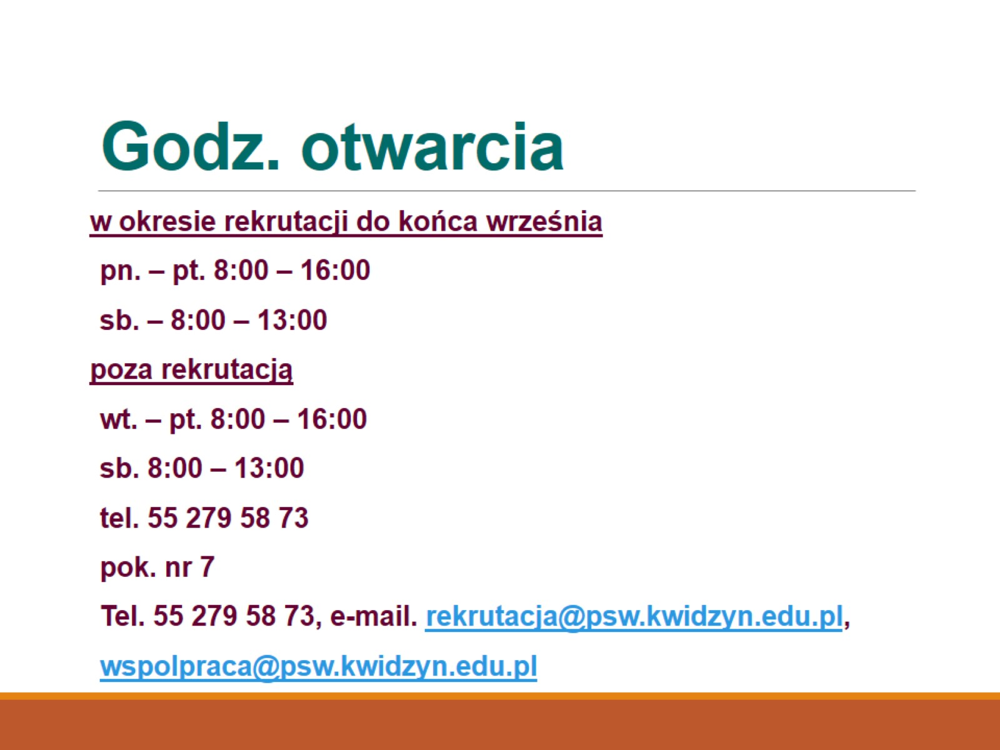 Godz. otwarcia
w okresie rekrutacji do końca września
pn. – pt. 8:00 – 16:00
sb. – 8:00 – 13:00
poza rekrutacją
wt. – pt. 8:00 – 16:00
sb. 8:00 – 13:00
tel. 55 279 58 73
pok. nr 7
Tel. 55 279 58 73, e-mail. rekrutacja@psw.kwidzyn.edu.pl,
wspolpraca@psw.kwidzyn.edu.pl